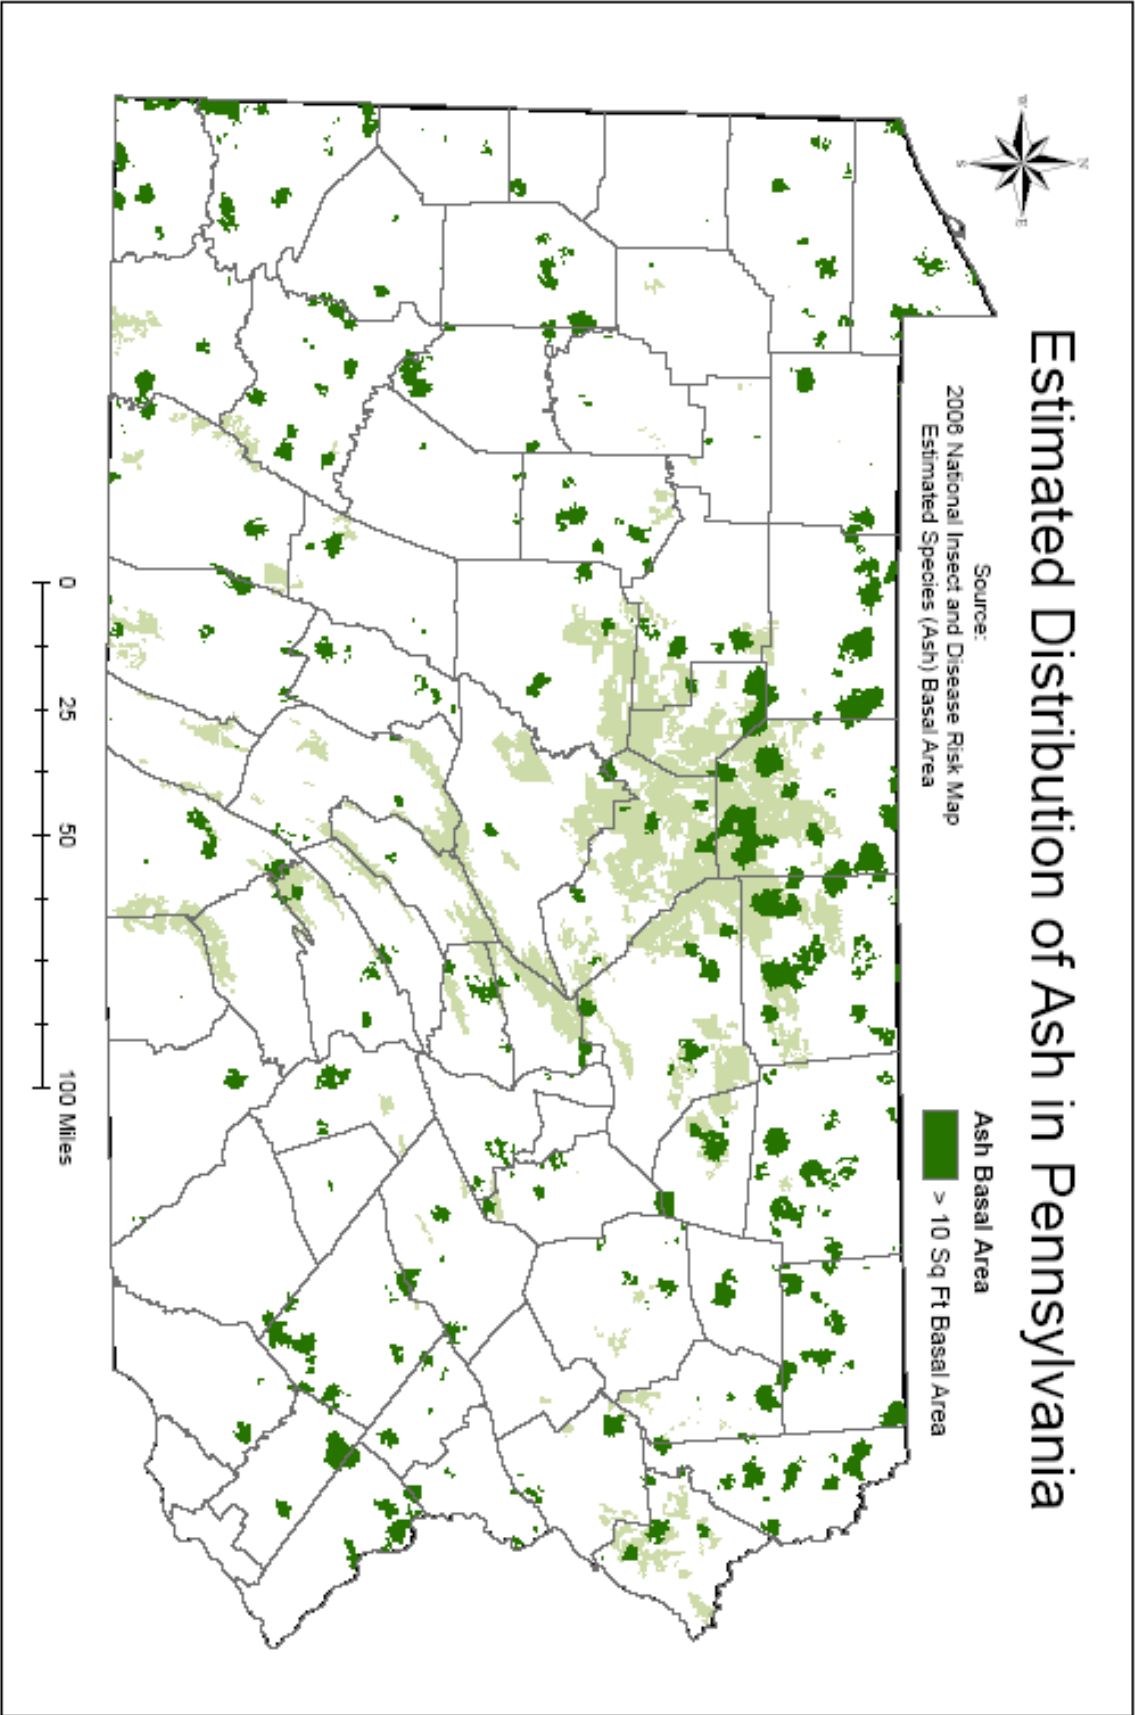 Estimated Distribution of Ash in Pennsylvania
Source:
2006 National Insect and Disease Risk Map
Estimated Species (Ash) Basal Area
Ash Basal Area
> 10 Sq Ft Basal Area
N
W
E
S
0 25 50 100 Miles